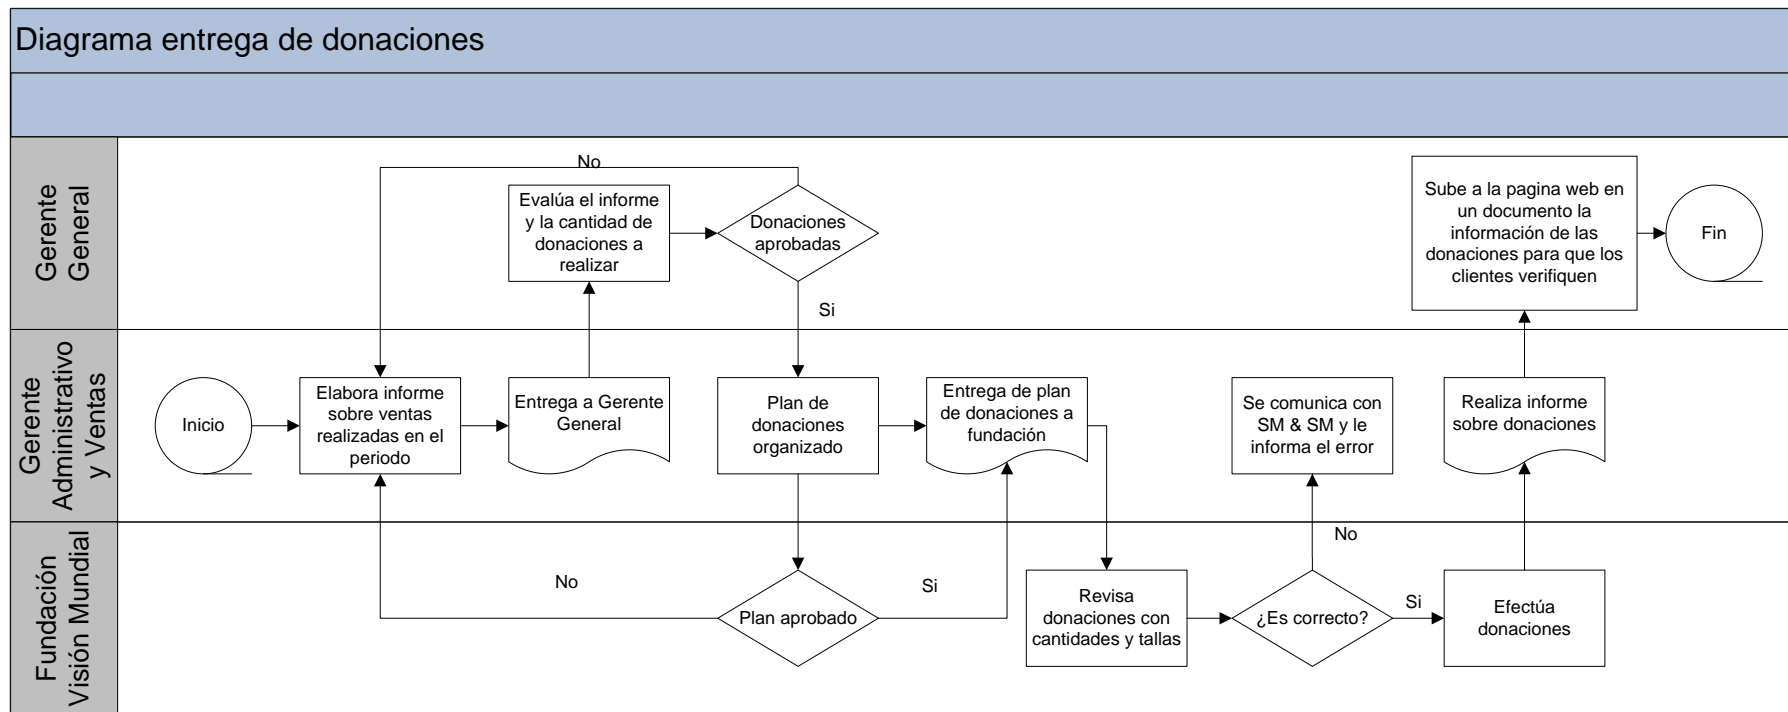 Diagrama entrega de donaciones
Gerente
General
No
Evalúa el informe
y la cantidad de
donaciones a
realizar
Donaciones
aprobadas
Si
Sube a la pagina web en
un documento la
información de las
donaciones para que los
clientes verifiquen
Fin
Gerente
Administrativo
y Ventas
Inicio
Elabora informe
sobre ventas
realizadas en el
periodo
Entrega a Gerente
General
Plan de
donaciones
organizado
Entrega de plan
de donaciones a
fundación
Se comunica con
SM & SM y le
informa el error
Realiza informe
sobre donaciones
Fundación
Visión Mundial
No
Plan aprobado
Si
Revisa
donaciones con
cantidades y tallas
No
¿Es correcto?
Si
Efectúa
donaciones